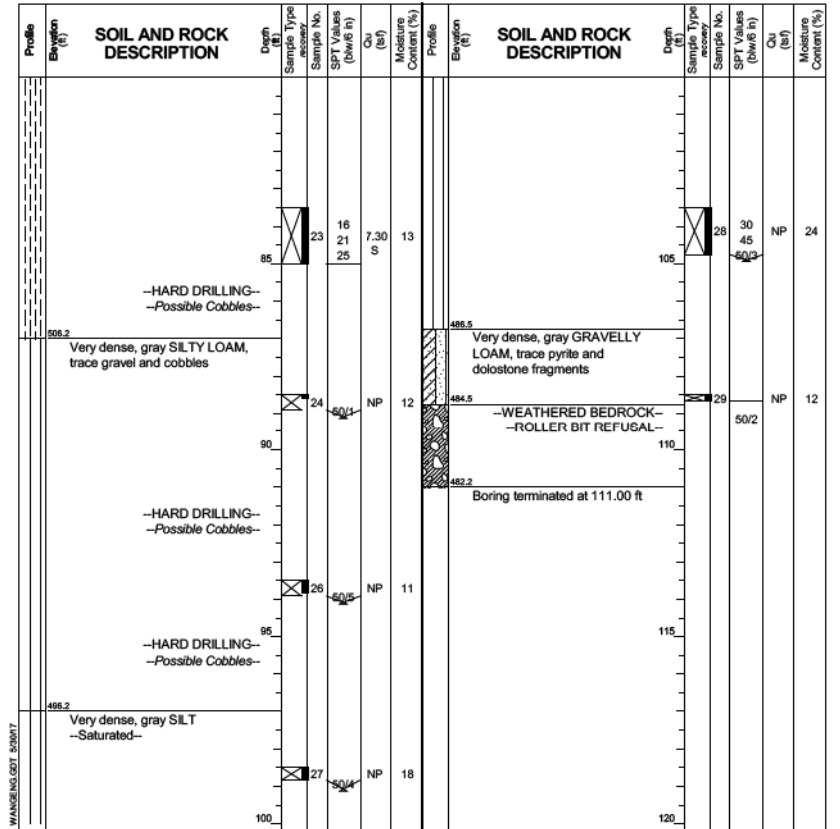 Profile
Elevation (ft)
SOIL AND ROCK DESCRIPTION
Depth (ft)
Sample Type recovery
Sample No.
SPT Values (blw/6 in)
Qu (tsf)
Moisture Content (%)
16
23 21 7.30 13
25 S
85
--HARD DRILLING--
--Possible Cobbles--
506.2
Very dense, gray SILTY LOAM,
trace gravel and cobbles
24 50/1 NP 12
90
--HARD DRILLING--
--Possible Cobbles--
26 50/5 NP 11
95
--HARD DRILLING--
--Possible Cobbles--
496.2
Very dense, gray SILT
--Saturated--
27 50/4 NP 18
100
WANGENG.GDT 5/30/17
Profile
Elevation (ft)
SOIL AND ROCK DESCRIPTION
Depth (ft)
Sample Type recovery
Sample No.
SPT Values (blw/6 in)
Qu (tsf)
Moisture Content (%)
30
28 45 NP 24
50/3
105
486.5
Very dense, gray GRAVELLY
LOAM, trace pyrite and
dolostone fragments
29 NP 12
484.5
--WEATHERED BEDROCK--
50/2
--ROLLER BIT REFUSAL--
110
482.2
Boring terminated at 111.00 ft
115
120